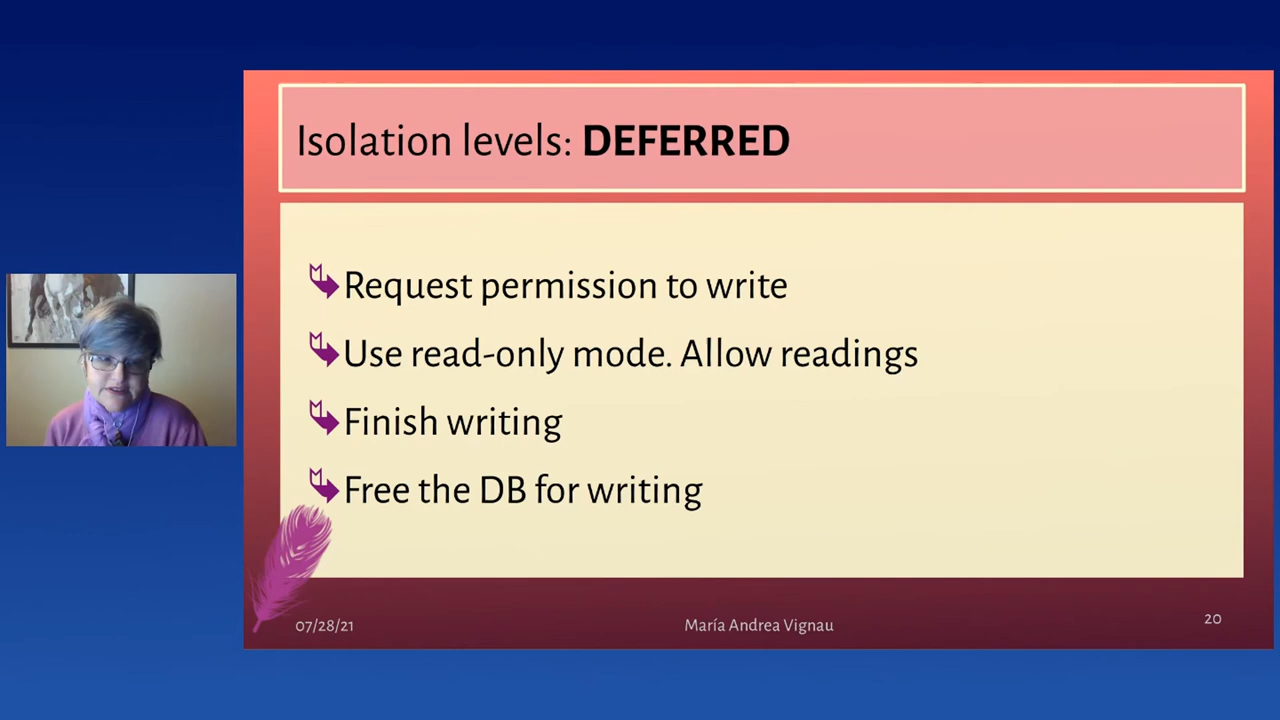 Isolation levels: DEFERRED
Request permission to write
Use read-only mode. Allow readings
Finish writing
Free the DB for writing
07/28/21
María Andrea Vignau
20